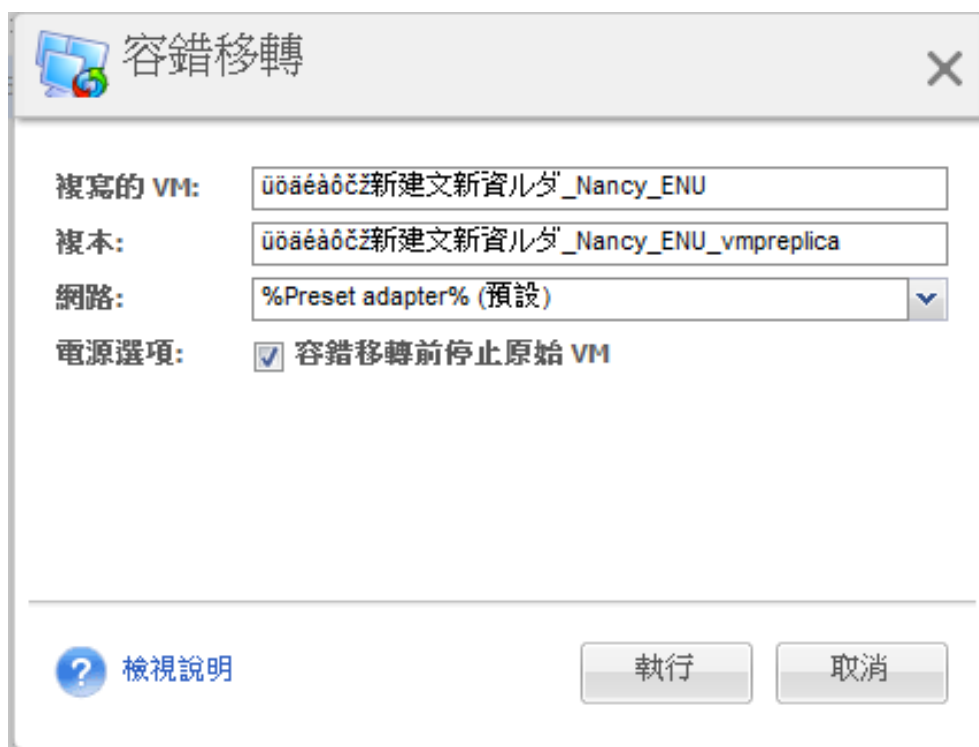 容錯移轉
複寫的 VM: üöäéàôčž新建文新資ルダ_Nancy_ENU
複本: üöäéàôčž新建文新資ルダ_Nancy_ENU_vmpreplica
網路: %Preset adapter% (預設)
電源選項: 容錯移轉前停止原始 VM
檢視說明 執行 取消